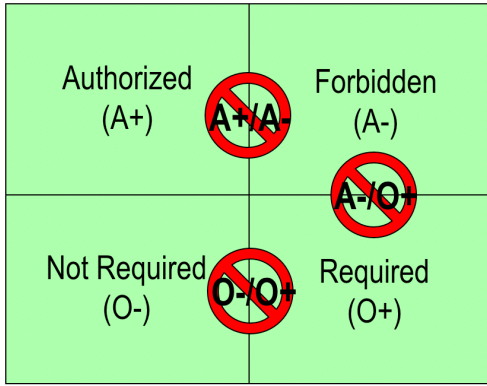 Authorized
(A+)
A+/A-
Forbidden
(A-)
A-/O+
Not Required
(O-)
O-/O+
Required
(O+)